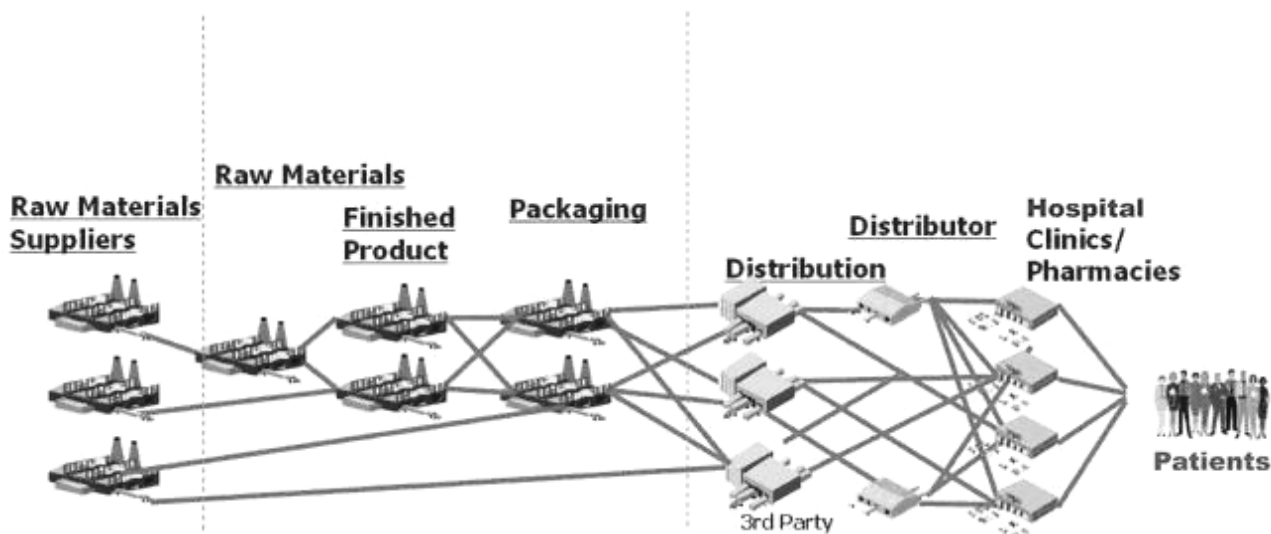 Raw Materials
Suppliers
Raw Materials
Finished
Product
Packaging
Distribution
Distributor
Hospital
Clinics/
Pharmacies
3rd Party
Patients